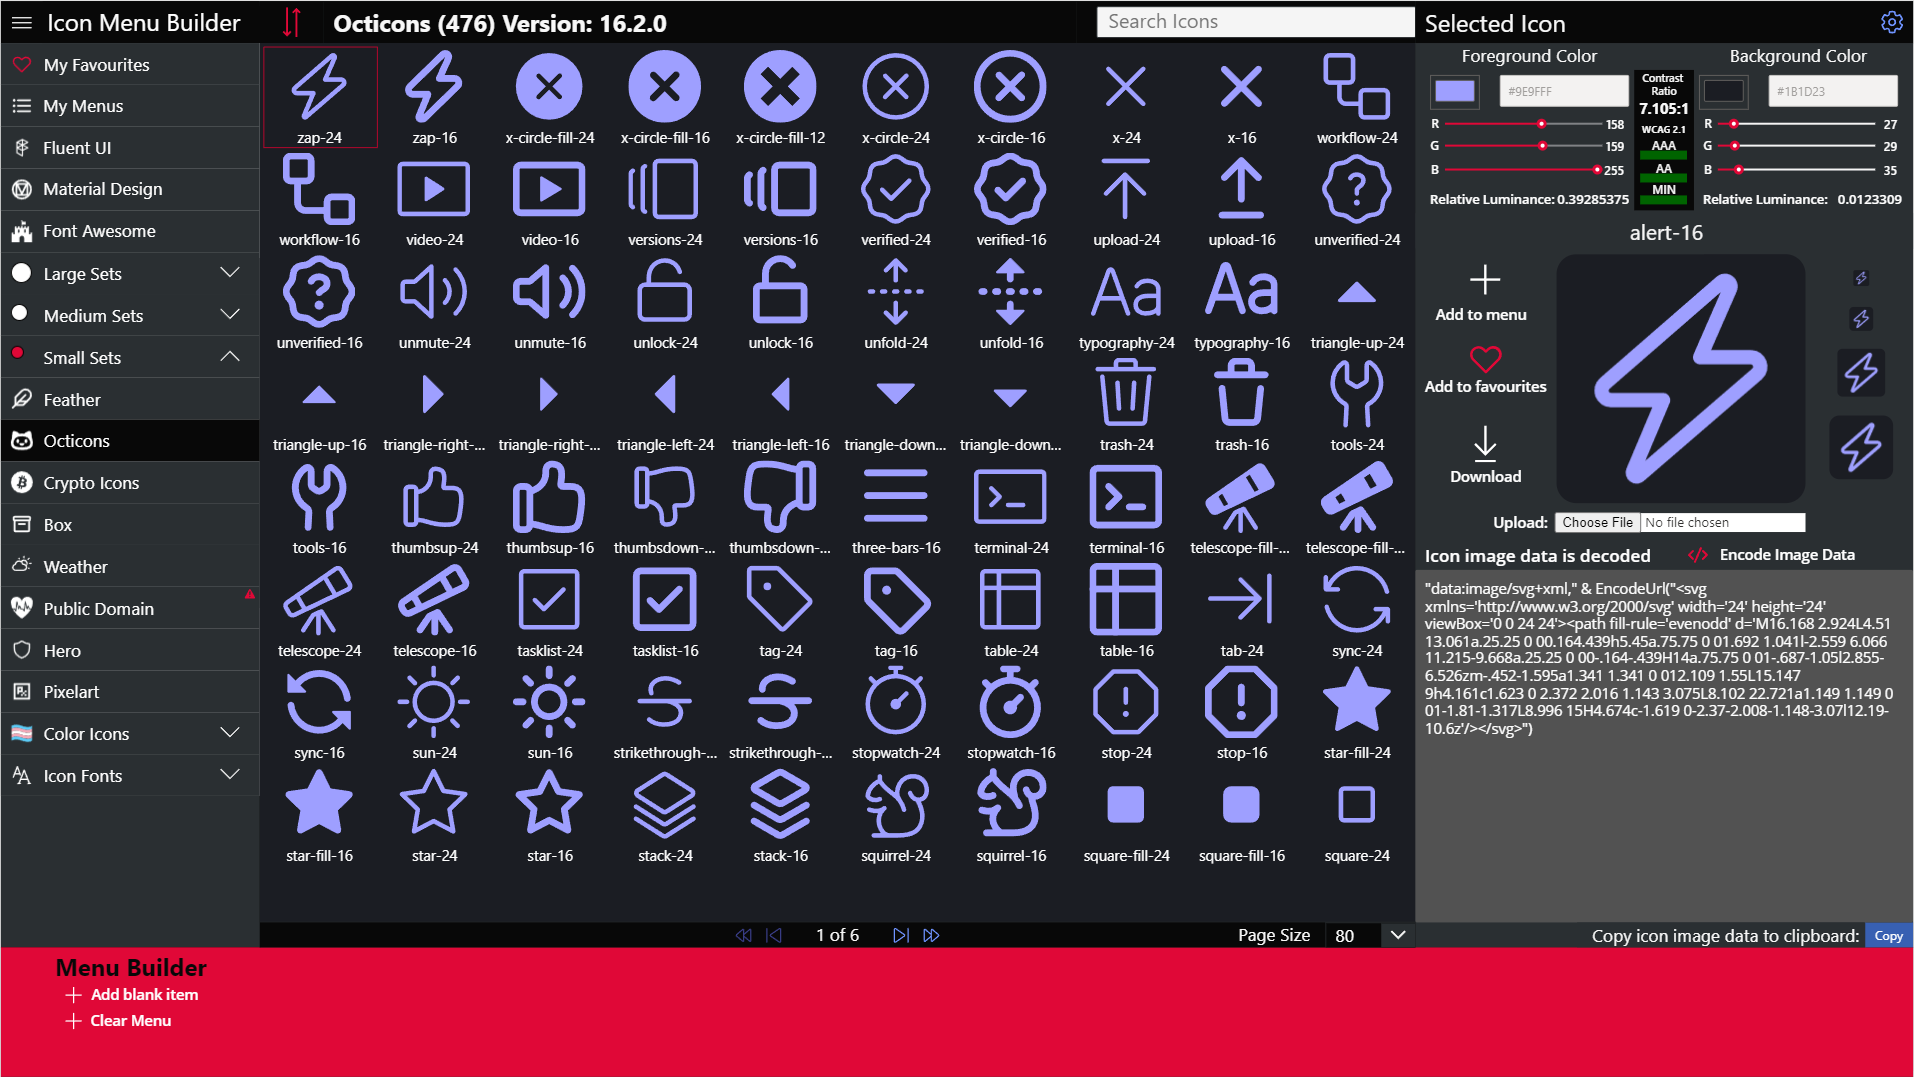 Icon Menu Builder
Octicons (476) Version: 16.2.0
Search Icons
Selected Icon
My Favourites
My Menus
Fluent UI
Material Design
Font Awesome
Large Sets
Medium Sets
Small Sets
Feather
Octicons
Crypto Icons
Box
Weather
Public Domain
Hero
Pixelart
Color Icons
Icon Fonts
zap-24 zap-16 x-circle-fill-24 x-circle-fill-16 x-circle-fill-12 x-circle-24 x-circle-16 x-24 x-16 workflow-24
workflow-16 video-24 video-16 versions-24 versions-16 verified-24 verified-16 upload-24 upload-16 unverified-24
Aa Aa
unverified-16 unmute-24 unmute-16 unlock-24 unlock-16 unfold-24 unfold-16 typography-24 typography-16 triangle-up-24
triangle-up-16 triangle-right-... triangle-right-... triangle-left-24 triangle-left-16 triangle-down... triangle-down... trash-24 trash-16 tools-24
tools-16 thumbsup-24 thumbsup-16 thumbsdown-... thumbsdown-... three-bars-16 terminal-24 terminal-16 telescope-fill-... telescope-fill-...
telescope-24 telescope-16 tasklist-24 tasklist-16 tag-24 tag-16 table-24 table-16 tab-24 sync-24
sync-16 sun-24 sun-16 strikethrough-... strikethrough-... stopwatch-24 stopwatch-16 stop-24 stop-16 star-fill-24
star-fill-16 star-24 star-16 stack-24 stack-16 squirrel-24 squirrel-16 square-fill-24 square-fill-16 square-24
1 of 6
Page Size 80
Foreground Color
#9E9FFF
R 158
G 159
B 255
Relative Luminance: 0.39285375
Contrast
Ratio
7.105:1
WCAG 2.1
AAA
AA
MIN
Background Color
#1B1D23
R 27
G 29
B 35
Relative Luminance: 0.0123309
alert-16
Add to menu
Add to favourites
Download
Upload: Choose File No file chosen
Icon image data is decoded
Encode Image Data
"data:image/svg+xml," & EncodeUrl("<svg
xmlns='http://www.w3.org/2000/svg' width='24' height='24'
viewBox='0 0 24 24'><path fill-rule='evenodd' d='M16.168 2.924L4.51
13.061a.25.25 0 00.164.439h5.45a.75.75 0 01.692 1.041l-2.559 6.066
11.215-9.668a.25.25 0 00-.164-.439H14a.75.75 0 01-.687-1.05l2.855-
6.526zm-.452-1.595a1.341 1.341 0 012.109 1.55L15.147
9h4.161c1.623 0 2.372 2.016 1.143 3.075L8.102 22.721a1.149 1.149 0
01-1.81-1.317L8.996 15H4.674c-1.619 0-2.37-2.008-1.148-3.07l12.19-
10.6z'/></svg>")
Copy icon image data to clipboard: Copy
Menu Builder
Add blank item
Clear Menu